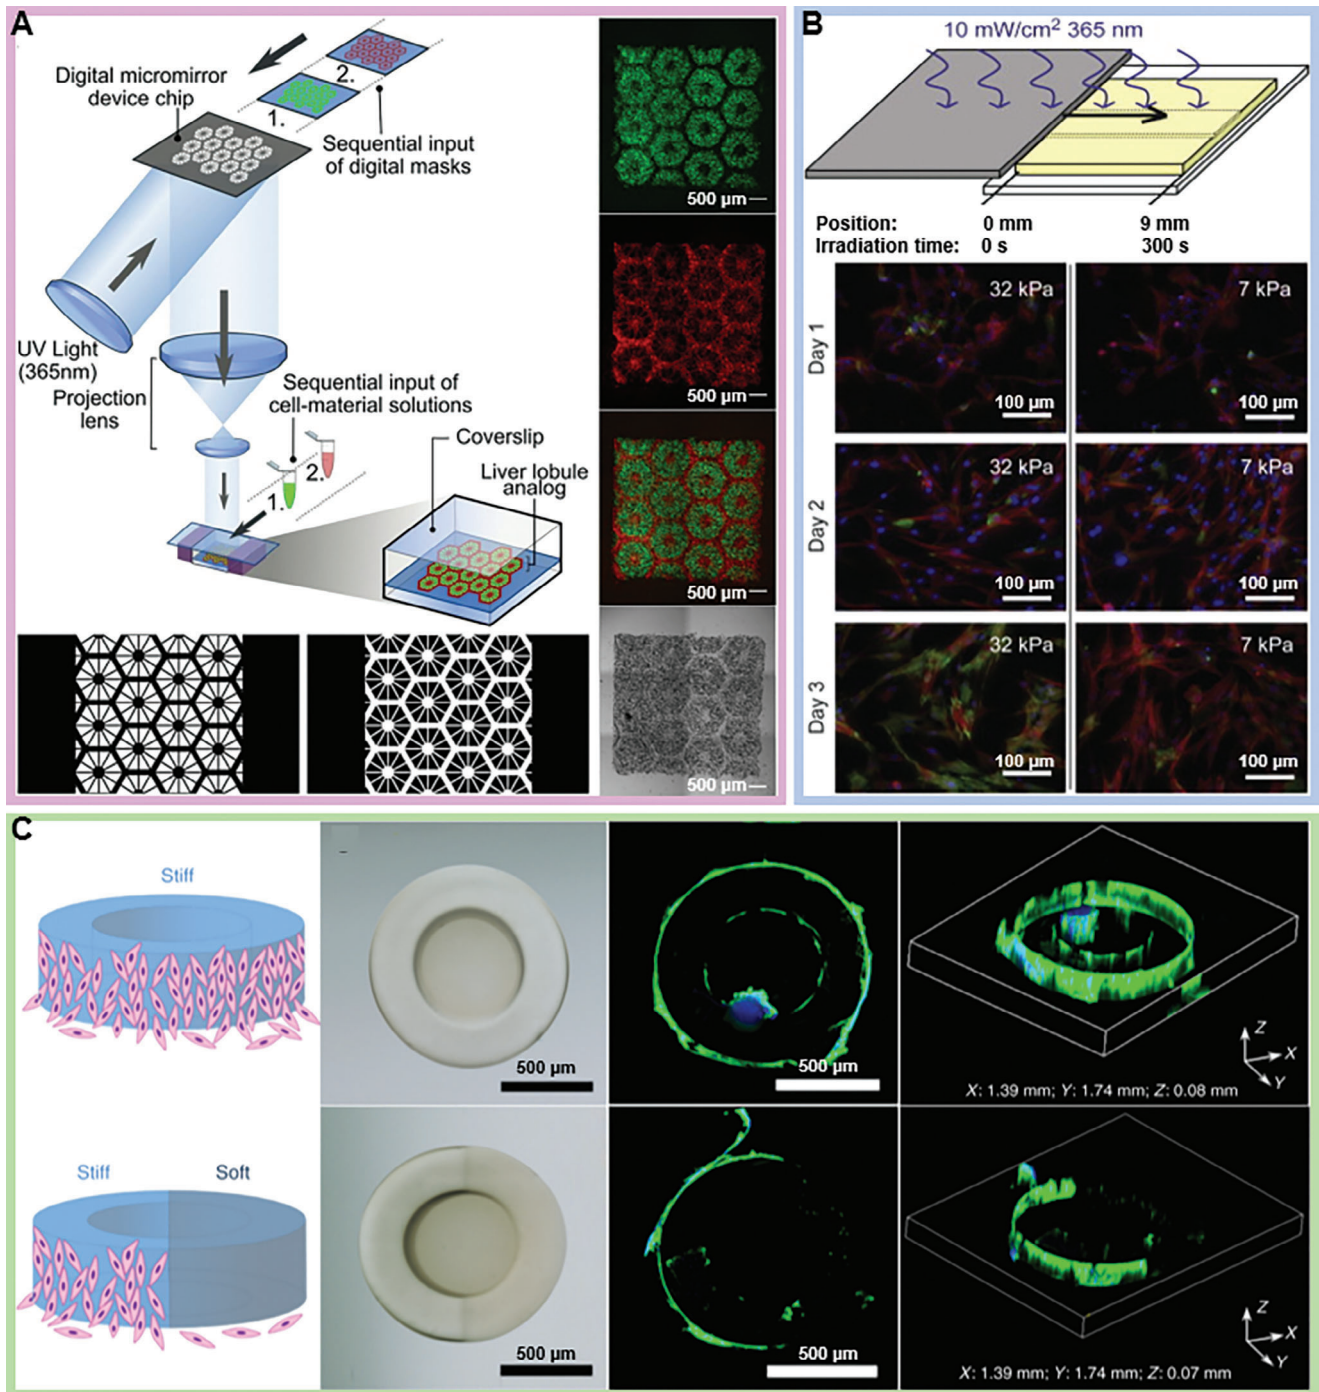 A
Digital micromirror
device chip
2.
1.
Sequential input
of digital masks
UV Light
(365nm)
Projection
lens
Sequential input of
cell-material solutions
2.
1.
Coverslip
Liver lobule
analog
500 µm
500 µm
500 µm
500 µm
B
10 mW/cm² 365 nm
Position: 0 mm 9 mm
Irradiation time: 0 s 300 s
Day 1
32 kPa
100 µm
7 kPa
100 µm
Day 2
32 kPa
100 µm
7 kPa
100 µm
Day 3
32 kPa
100 µm
7 kPa
100 µm
C
Stiff
500 µm
500 µm
Z
X
Y
X: 1.39 mm; Y: 1.74 mm; Z: 0.08 mm
Stiff Soft
500 µm
500 µm
Z
X
Y
X: 1.39 mm; Y: 1.74 mm; Z: 0.07 mm